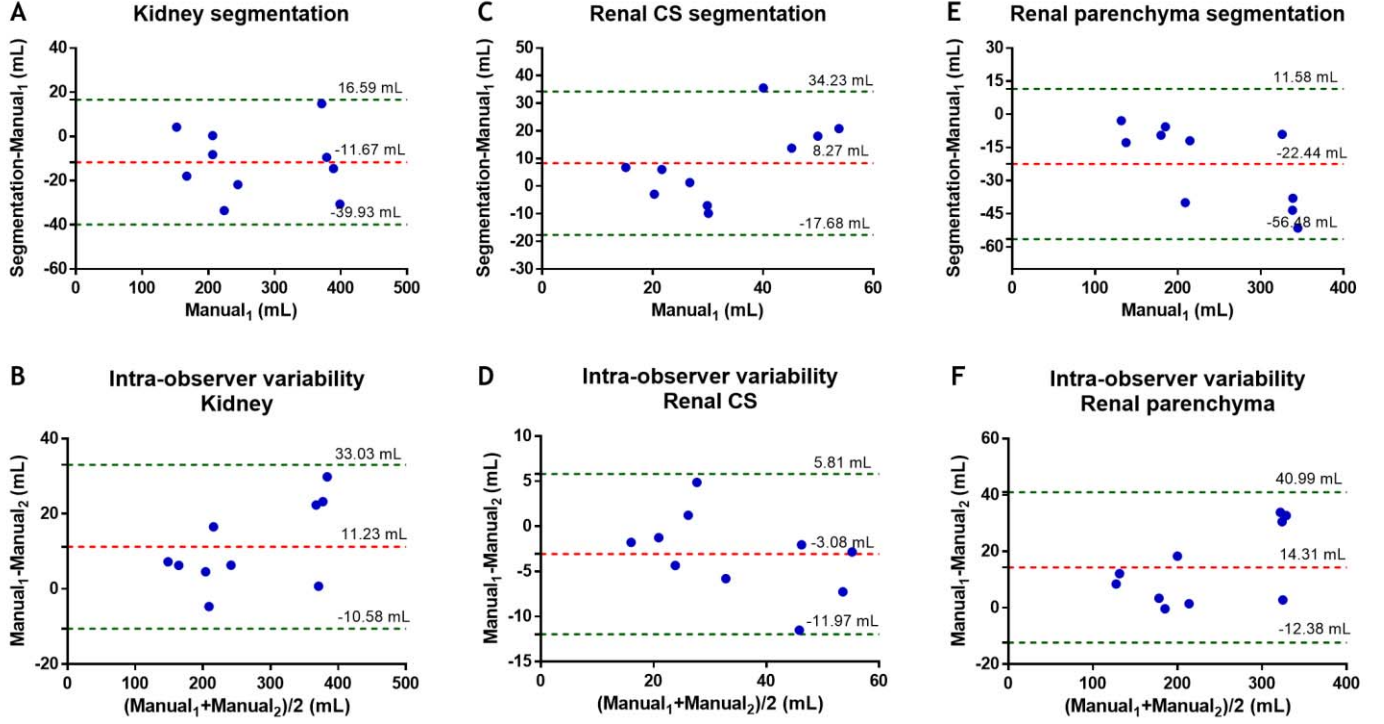 A
Kidney segmentation
Segmentation-Manual₁ (mL)
40
20
0
-20
-40
-60
16.59 mL
-11.67 mL
-39.93 mL
0
100
200
300
400
500
Manual₁ (mL)
C
Renal CS segmentation
Segmentation-Manual₁ (mL)
50
40
30
20
10
0
-10
-20
-30
34.23 mL
8.27 mL
-17.68 mL
0
20
40
60
Manual₁ (mL)
E
Renal parenchyma segmentation
Segmentation-Manual₁ (mL)
30
15
0
-15
-30
-45
-60
11.58 mL
-22.44 mL
-56.48 mL
0
100
200
300
400
Manual₁ (mL)
B
Intra-observer variability
Kidney
Manual₁-Manual₂ (mL)
40
20
0
-20
33.03 mL
11.23 mL
-10.58 mL
0
100
200
300
400
500
(Manual₁+Manual₂)/2 (mL)
D
Intra-observer variability
Renal CS
Manual₁-Manual₂ (mL)
10
5
0
-5
-10
-15
5.81 mL
-3.08 mL
-11.97 mL
0
20
40
60
(Manual₁+Manual₂)/2 (mL)
F
Intra-observer variability
Renal parenchyma
Manual₁-Manual₂ (mL)
60
40
20
0
-20
40.99 mL
14.31 mL
-12.38 mL
0
100
200
300
400
(Manual₁+Manual₂)/2 (mL)